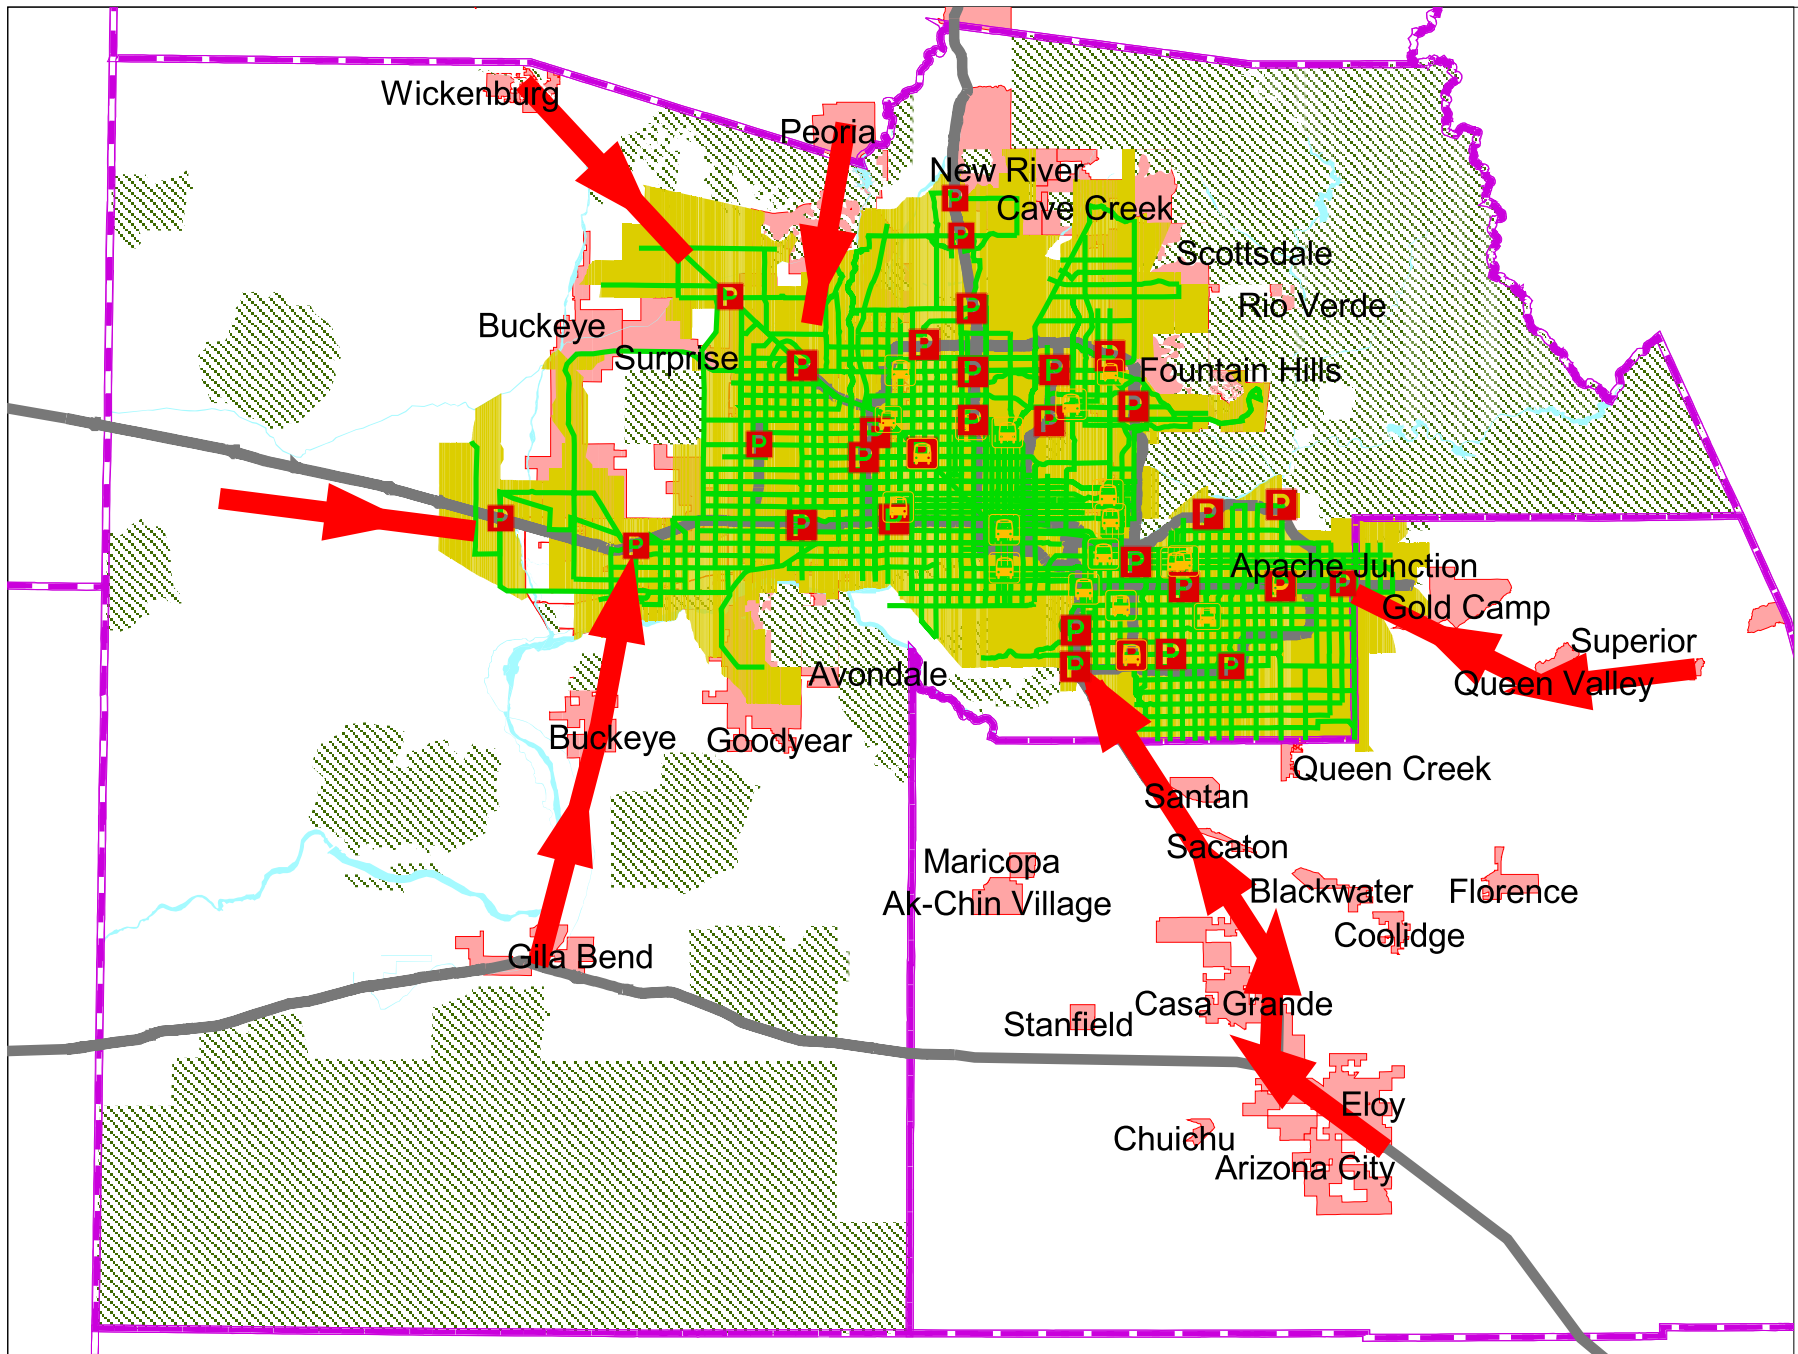 Wickenburg
Peoria
New River
P
Cave Creek
P
Scottsdale
P
Rio Verde
P
Buckeye
P
P
Surprise
P
P
P
P
Fountain Hills
P
P
P
P
P
P
P
P
P
P
P
P
P
P
Apache Junction
P
P
P
Gold Camp
P
Superior
P
P
P
Avondale
Queen Valley
Buckeye
Goodyear
Queen Creek
Santan
Sacaton
Maricopa
Blackwater
Florence
Ak-Chin Village
Coolidge
Gila Bend
Casa Grande
Stanfield
Eloy
Chuichu
Arizona City